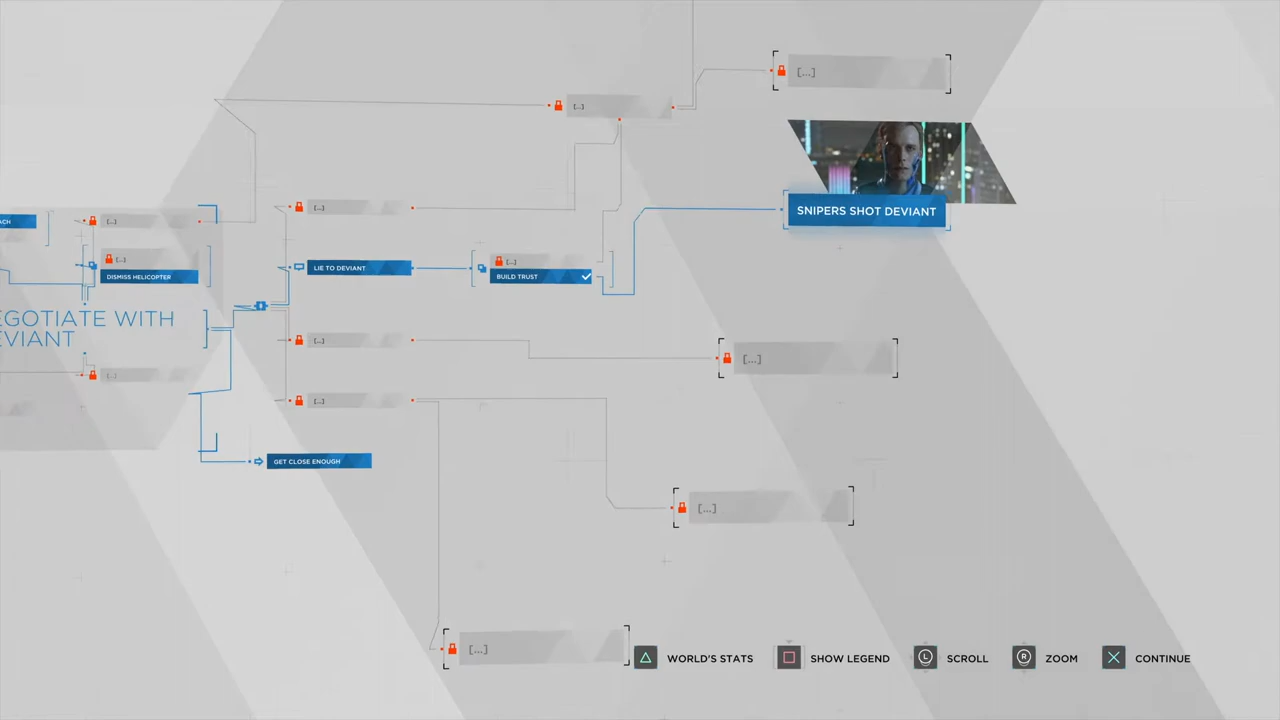 [...]
[...]
SNIPERS SHOT DEVIANT
[...]
[...]
ACH
[...]
DISMISS HELICOPTER
LIE TO DEVIANT
[...]
BUILD TRUST
EGOTIATE WITH
EVIANT
[...]
[...]
[...]
[...]
GET CLOSE ENOUGH
[...]
[...]
WORLD'S STATS
SHOW LEGEND
L
SCROLL
R
ZOOM
CONTINUE